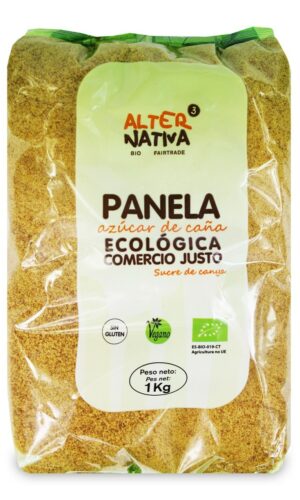 ALTER 3
NATIVA
BIO FAIRTRADE
PANELA
azúcar de caña
ECOLÓGICA
COMERCIO JUSTO
Sucre de canya
SIN
GLUTEN
Vegano
ES-BIO-019-CT
Agricultura no UE
Peso neto:
Pes net:
1Kg